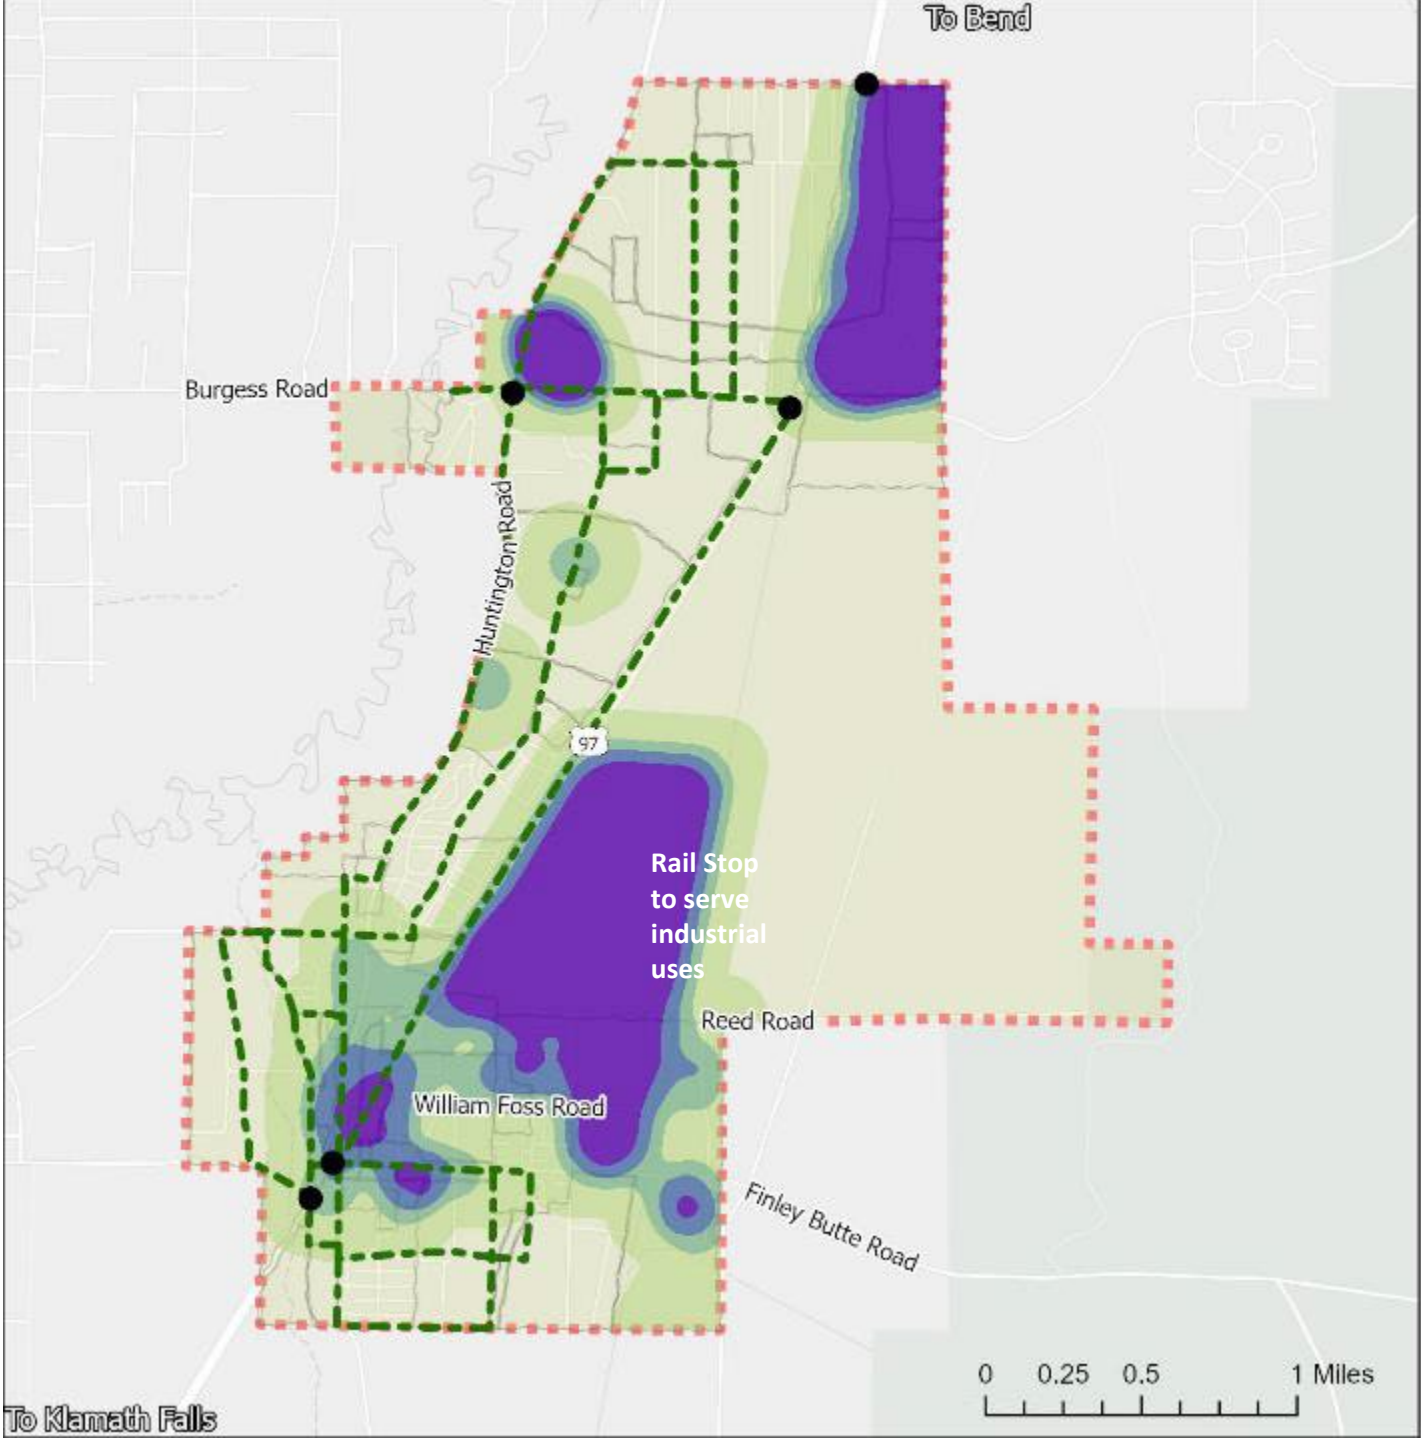 To Bend
Burgess Road
Huntington Road
97
Rail Stop
to serve
industrial
uses
Reed Road
William Foss Road
Finley Butte Road
0 0.25 0.5 1 Miles
To Klamath Falls